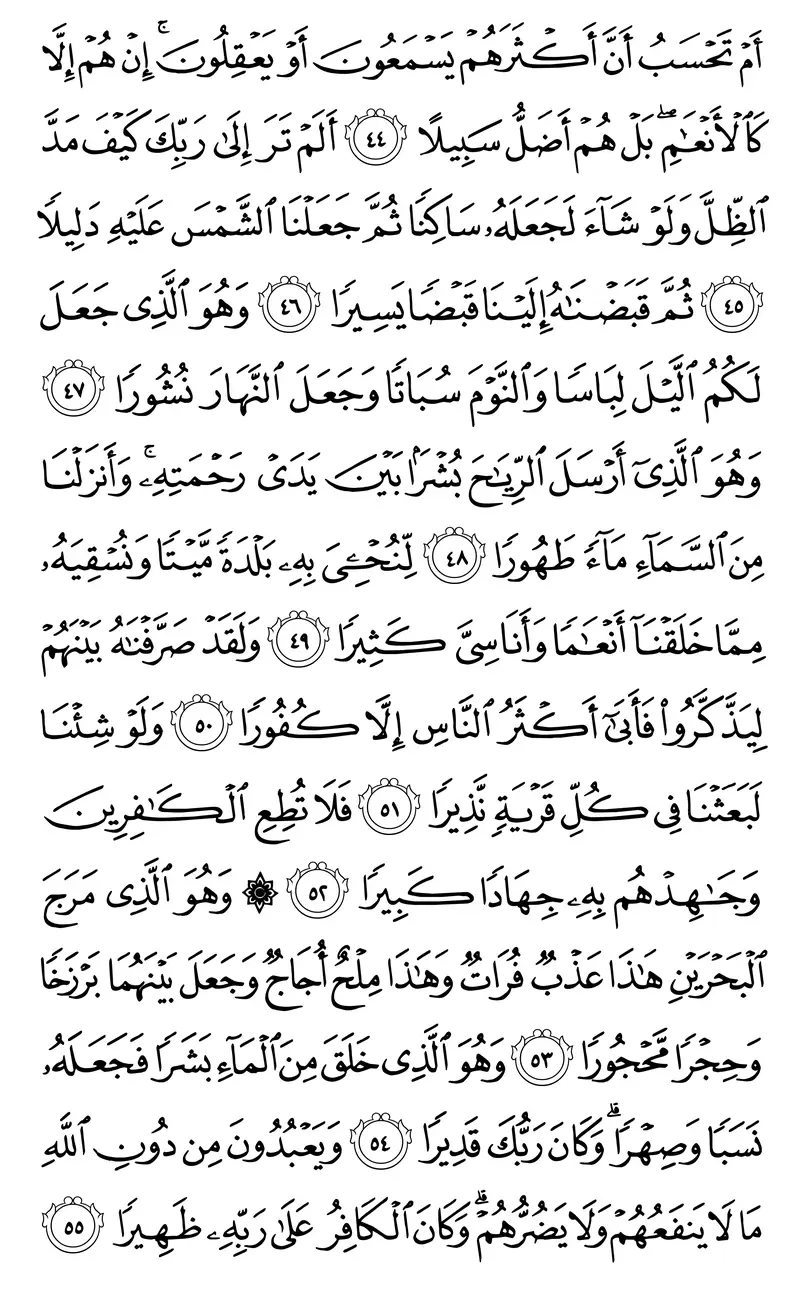 أَمْ تَحْسَبُ أَنَّ أَكْثَرَهُمْ يَسْمَعُونَ أَوْ يَعْقِلُونَ ۚ إِنْ هُمْ إِلَّا
كَٱلْأَنْعَٰمِ ۖ بَلْ هُمْ أَضَلُّ سَبِيلًا ٤٤ أَلَمْ تَرَ إِلَىٰ رَبِّكَ كَيْفَ مَدَّ
ٱلظِّلَّ وَلَوْ شَآءَ لَجَعَلَهُۥ سَاكِنًا ثُمَّ جَعَلْنَا ٱلشَّمْسَ عَلَيْهِ دَلِيلًا
٤٥ ثُمَّ قَبَضْنَٰهُ إِلَيْنَا قَبْضًا يَسِيرًا ٤٦ وَهُوَ ٱلَّذِى جَعَلَ
لَكُمُ ٱلَّيْلَ لِبَاسًا وَٱلنَّوْمَ سُبَاتًا وَجَعَلَ ٱلنَّهَارَ نُشُورًا ٤٧
وَهُوَ ٱلَّذِىٓ أَرْسَلَ ٱلرِّيَٰحَ بُشْرًۢا بَيْنَ يَدَىْ رَحْمَتِهِۦ ۚ وَأَنزَلْنَا
مِنَ ٱلسَّمَآءِ مَآءً طَهُورًا ٤٨ لِّنُحْـِۧىَ بِهِۦ بَلْدَةً مَّيْتًا وَنُسْقِيَهُۥ
مِمَّا خَلَقْنَآ أَنْعَٰمًا وَأَنَاسِىَّ كَثِيرًا ٤٩ وَلَقَدْ صَرَّفْنَٰهُ بَيْنَهُمْ
لِيَذَّكَّرُوا۟ فَأَبَىٰٓ أَكْثَرُ ٱلنَّاسِ إِلَّا كُفُورًا ٥٠ وَلَوْ شِئْنَا
لَبَعَثْنَا فِى كُلِّ قَرْيَةٍ نَّذِيرًا ٥١ فَلَا تُطِعِ ٱلْكَٰفِرِينَ
وَجَٰهِدْهُم بِهِۦ جِهَادًا كَبِيرًا ٥٢ ۞ وَهُوَ ٱلَّذِى مَرَجَ
ٱلْبَحْرَيْنِ هَٰذَا عَذْبٌ فُرَاتٌ وَهَٰذَا مِلْحٌ أُجَاجٌ وَجَعَلَ بَيْنَهُمَا بَرْزَخًا
وَحِجْرًا مَّحْجُورًا ٥٣ وَهُوَ ٱلَّذِى خَلَقَ مِنَ ٱلْمَآءِ بَشَرًا فَجَعَلَهُۥ
نَسَبًا وَصِهْرًا ۗ وَكَانَ رَبُّكَ قَدِيرًا ٥٤ وَيَعْبُدُونَ مِن دُونِ ٱللَّهِ
مَا لَا يَنفَعُهُمْ وَلَا يَضُرُّهُمْ ۗ وَكَانَ ٱلْكَافِرُ عَلَىٰ رَبِّهِۦ ظَهِيرًا ٥٥